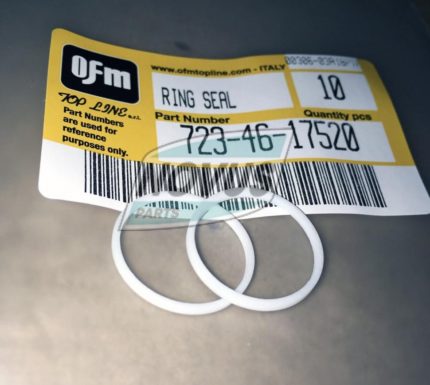 OFM
www.ofmtopline.com - ITALY
RING SEAL
10
TOP LINE s.r.l.
Part Number
Quantity pcs
Part Numbers
are used for
reference
purposes only.
723-46-17520
NOVUS
PARTS